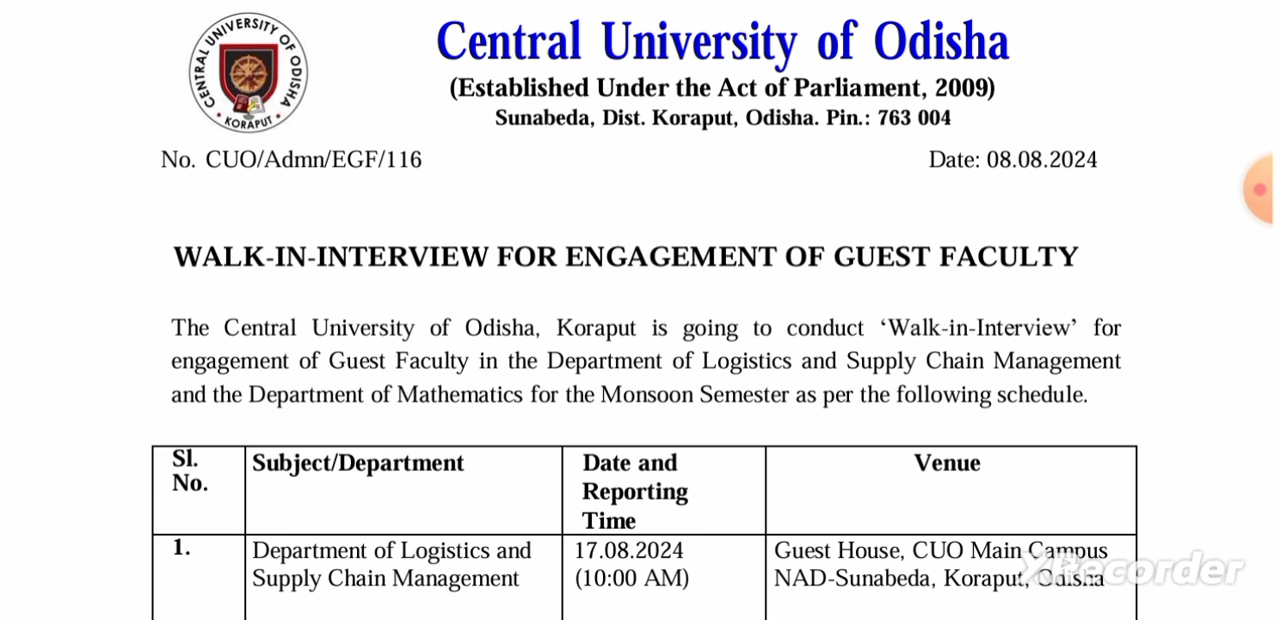 CENTRAL UNIVERSITY OF ODISHA
KORAPUT
Central University of Odisha
(Established Under the Act of Parliament, 2009)
Sunabeda, Dist. Koraput, Odisha. Pin.: 763 004
No. CUO/Admn/EGF/116 Date: 08.08.2024
WALK-IN-INTERVIEW FOR ENGAGEMENT OF GUEST FACULTY
The Central University of Odisha, Koraput is going to conduct ‘Walk-in-Interview’ for
engagement of Guest Faculty in the Department of Logistics and Supply Chain Management
and the Department of Mathematics for the Monsoon Semester as per the following schedule.
Sl. No. Subject/Department Date and Reporting Time Venue
1. Department of Logistics and 17.08.2024 Guest House, CUO Main Campus
Supply Chain Management (10:00 AM) NAD-Sunabeda, Koraput, Odisha
XRecorder